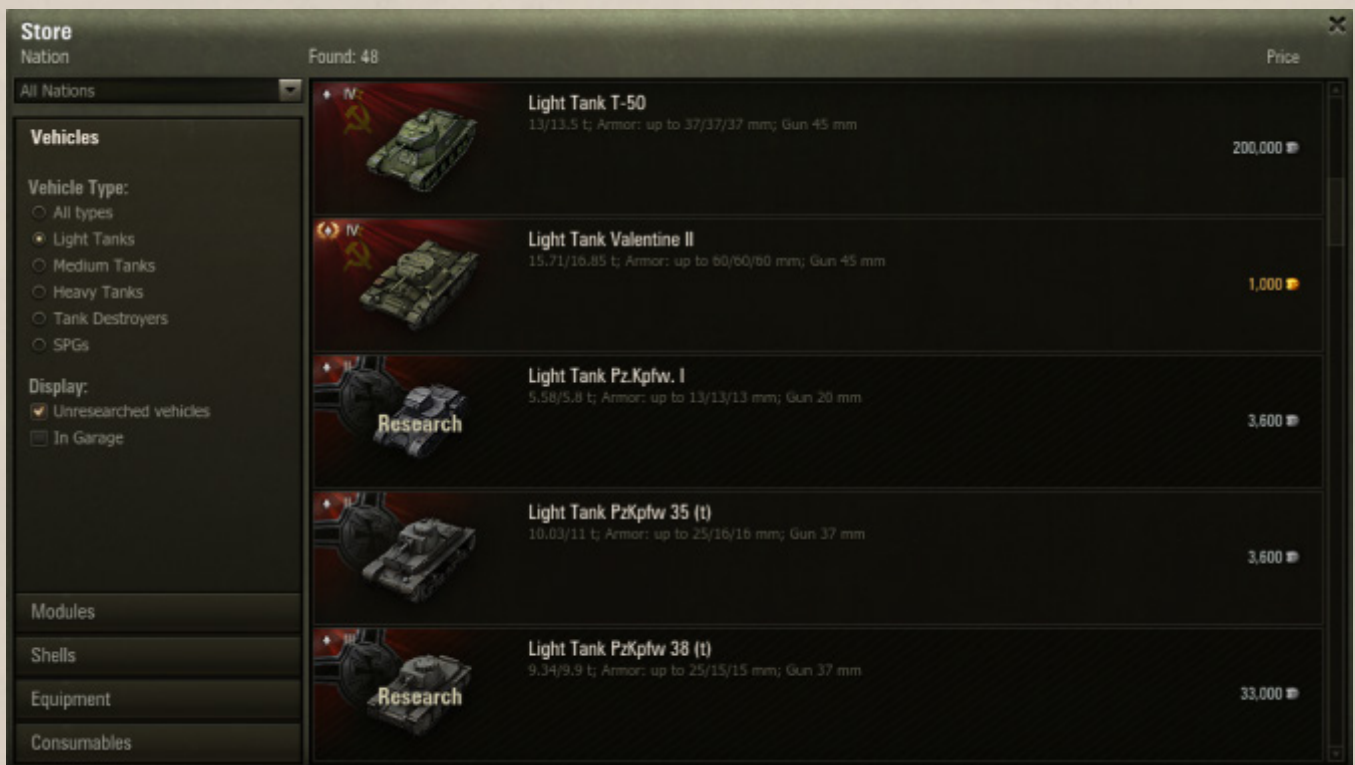 Store
Nation
Found: 48
Price
All Nations
Vehicles
Vehicle Type:
All types
Light Tanks
Medium Tanks
Heavy Tanks
Tank Destroyers
SPGs
Display:
Unresearched vehicles
In Garage
Modules
Shells
Equipment
Consumables
IV
Light Tank T-50
13/13.5 t; Armor: up to 37/37/37 mm; Gun 45 mm
200,000
IV
Light Tank Valentine II
15.71/16.85 t; Armor: up to 60/60/60 mm; Gun 45 mm
1,000
II
Research
Light Tank Pz.Kpfw. I
5.58/5.8 t; Armor: up to 13/13/13 mm; Gun 20 mm
3,600
II
Light Tank PzKpfw 35 (t)
10.03/11 t; Armor: up to 25/16/16 mm; Gun 37 mm
3,600
III
Research
Light Tank PzKpfw 38 (t)
9.34/9.9 t; Armor: up to 25/15/15 mm; Gun 37 mm
33,000